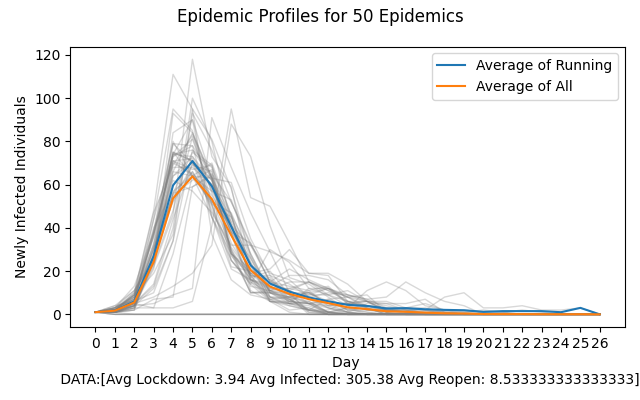 Epidemic Profiles for 50 Epidemics
Average of Running
Average of All
120
100
80
60
40
20
0
Newly Infected Individuals
0 1 2 3 4 5 6 7 8 9 10 11 12 13 14 15 16 17 18 19 20 21 22 23 24 25 26
Day
DATA:[Avg Lockdown: 3.94 Avg Infected: 305.38 Avg Reopen: 8.533333333333333]